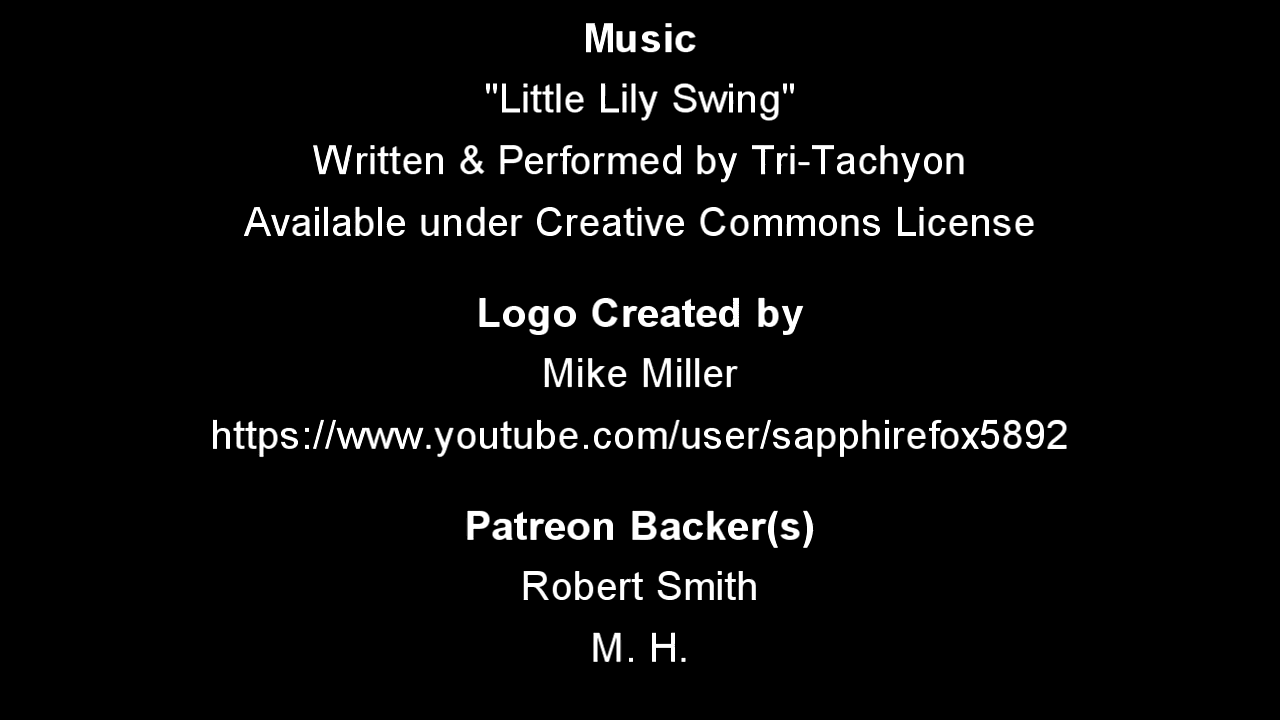 Music
"Little Lily Swing"
Written & Performed by Tri-Tachyon
Available under Creative Commons License
Logo Created by
Mike Miller
https://www.youtube.com/user/sapphirefox5892
Patreon Backer(s)
Robert Smith
M. H.